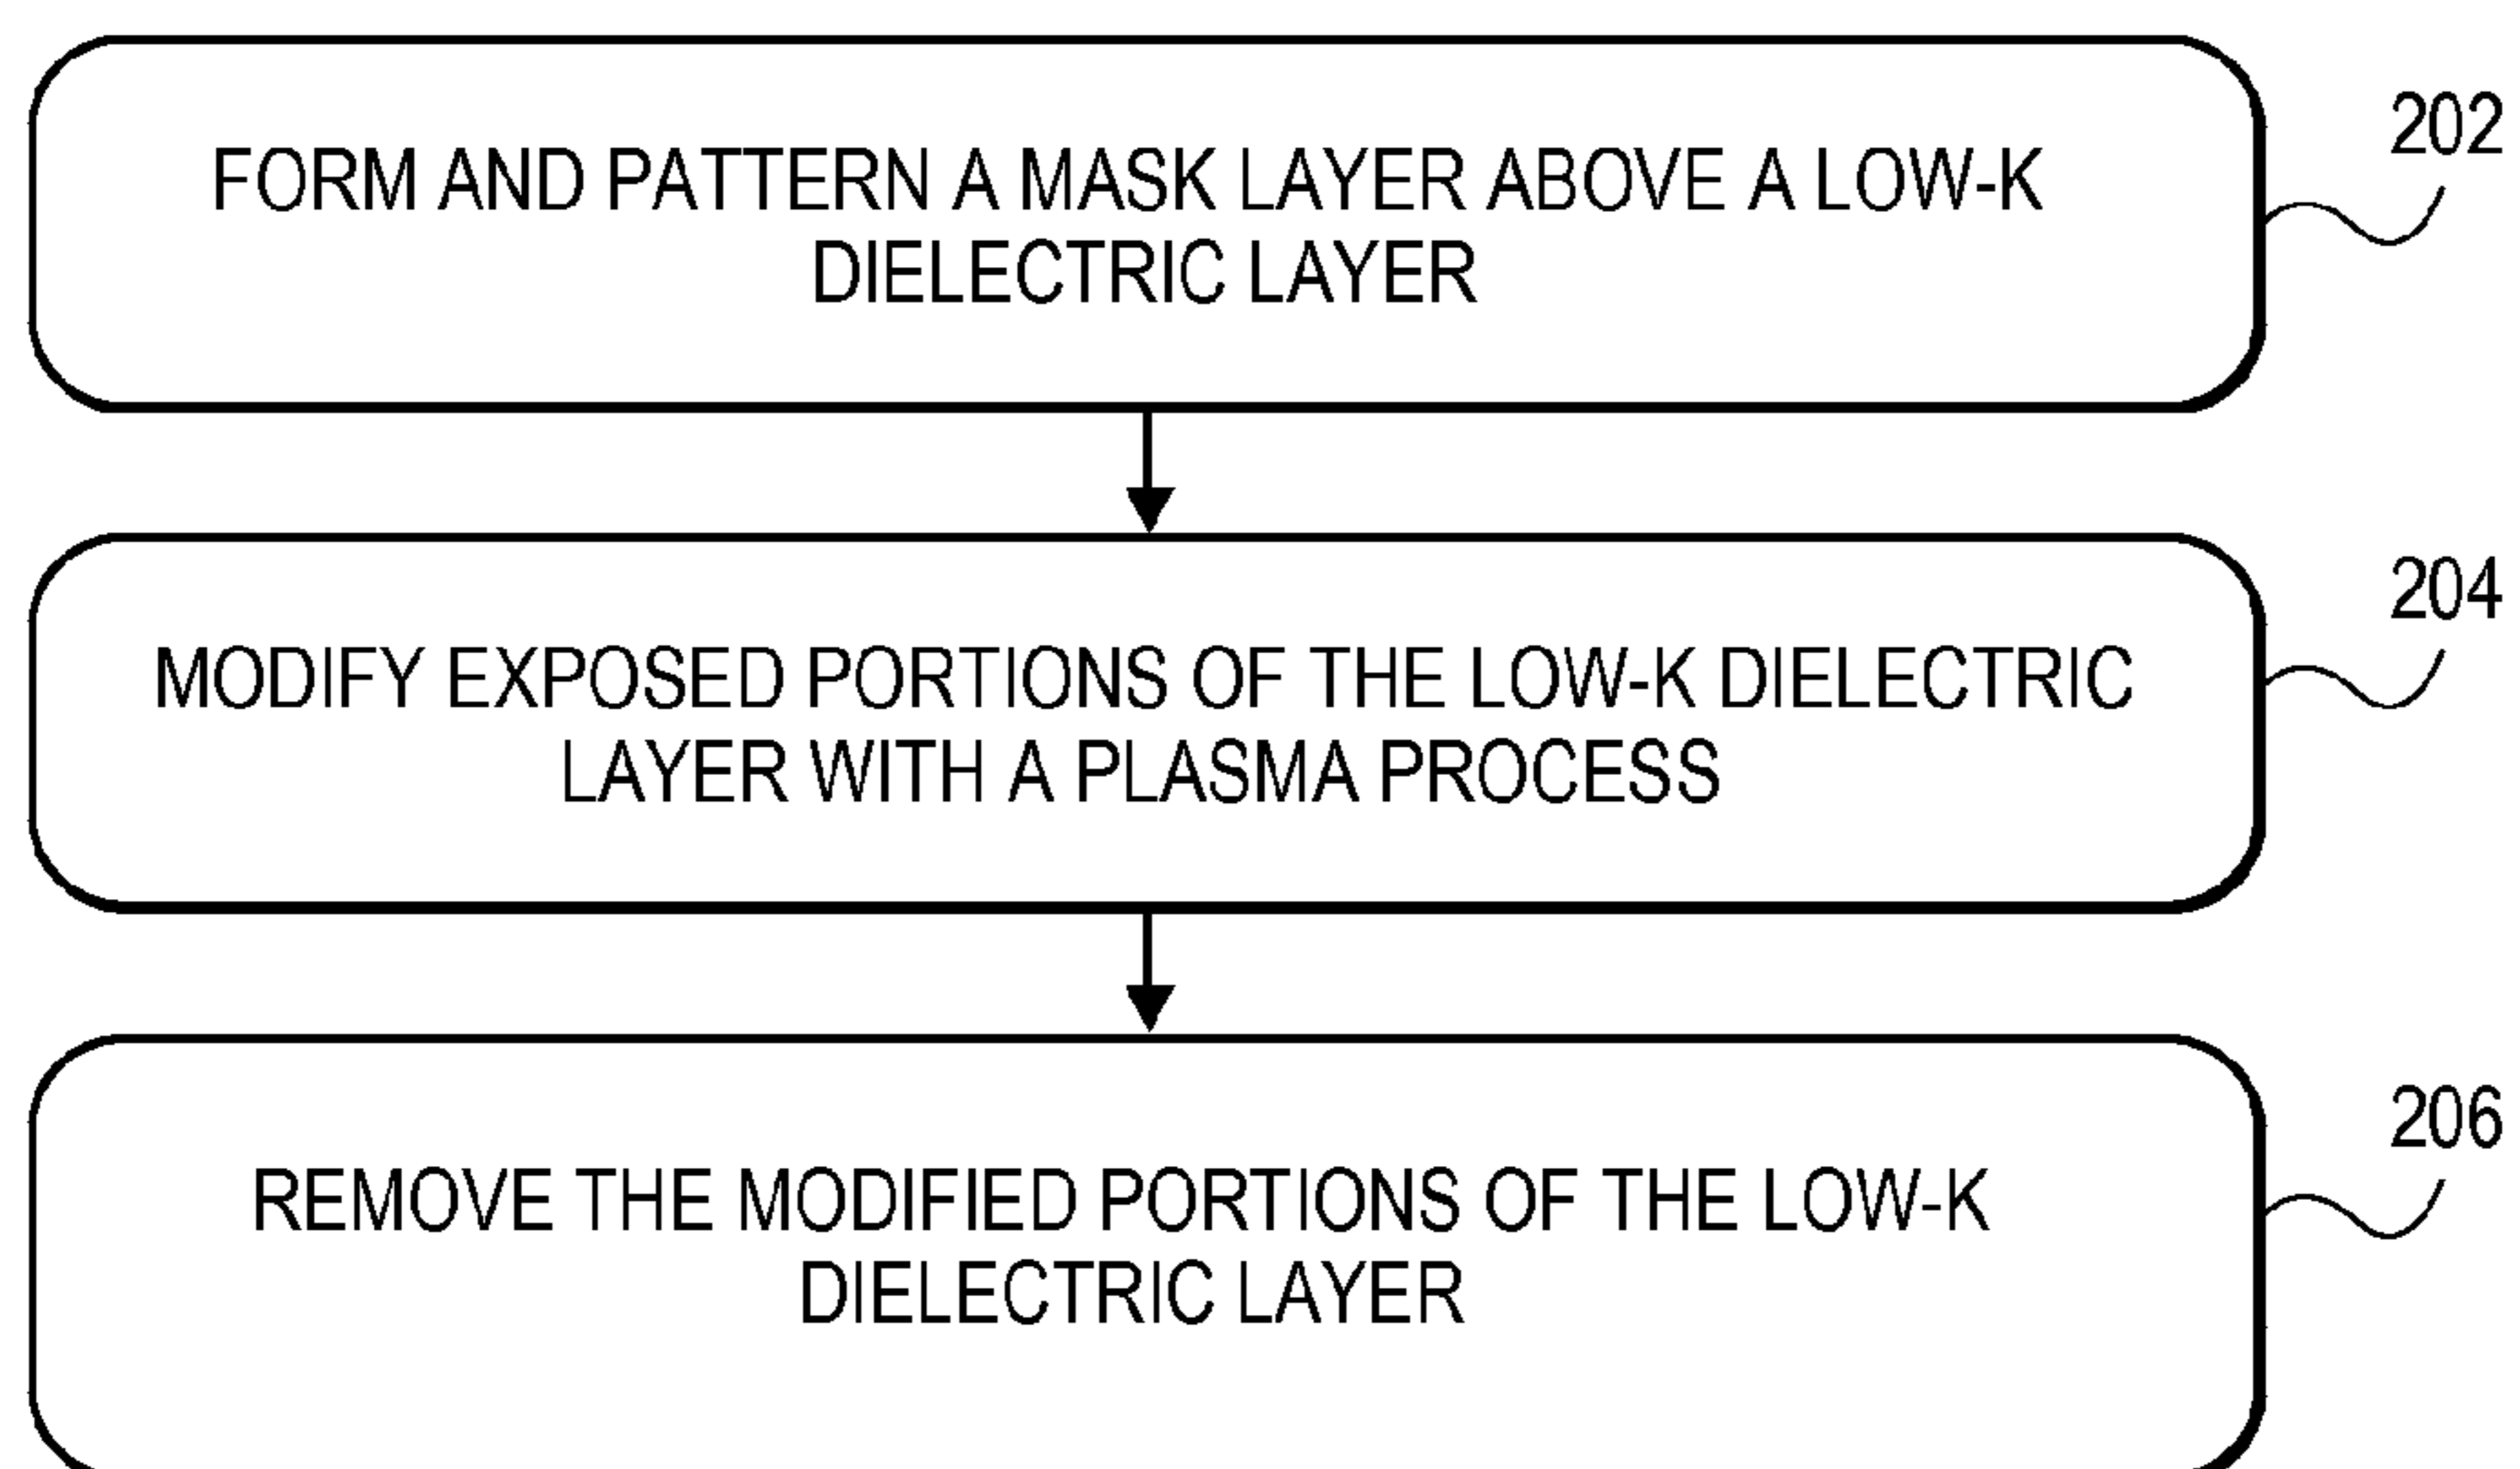 FORM AND PATTERN A MASK LAYER ABOVE A LOW-K
DIELECTRIC LAYER
202
MODIFY EXPOSED PORTIONS OF THE LOW-K DIELECTRIC
LAYER WITH A PLASMA PROCESS
204
REMOVE THE MODIFIED PORTIONS OF THE LOW-K
DIELECTRIC LAYER
206